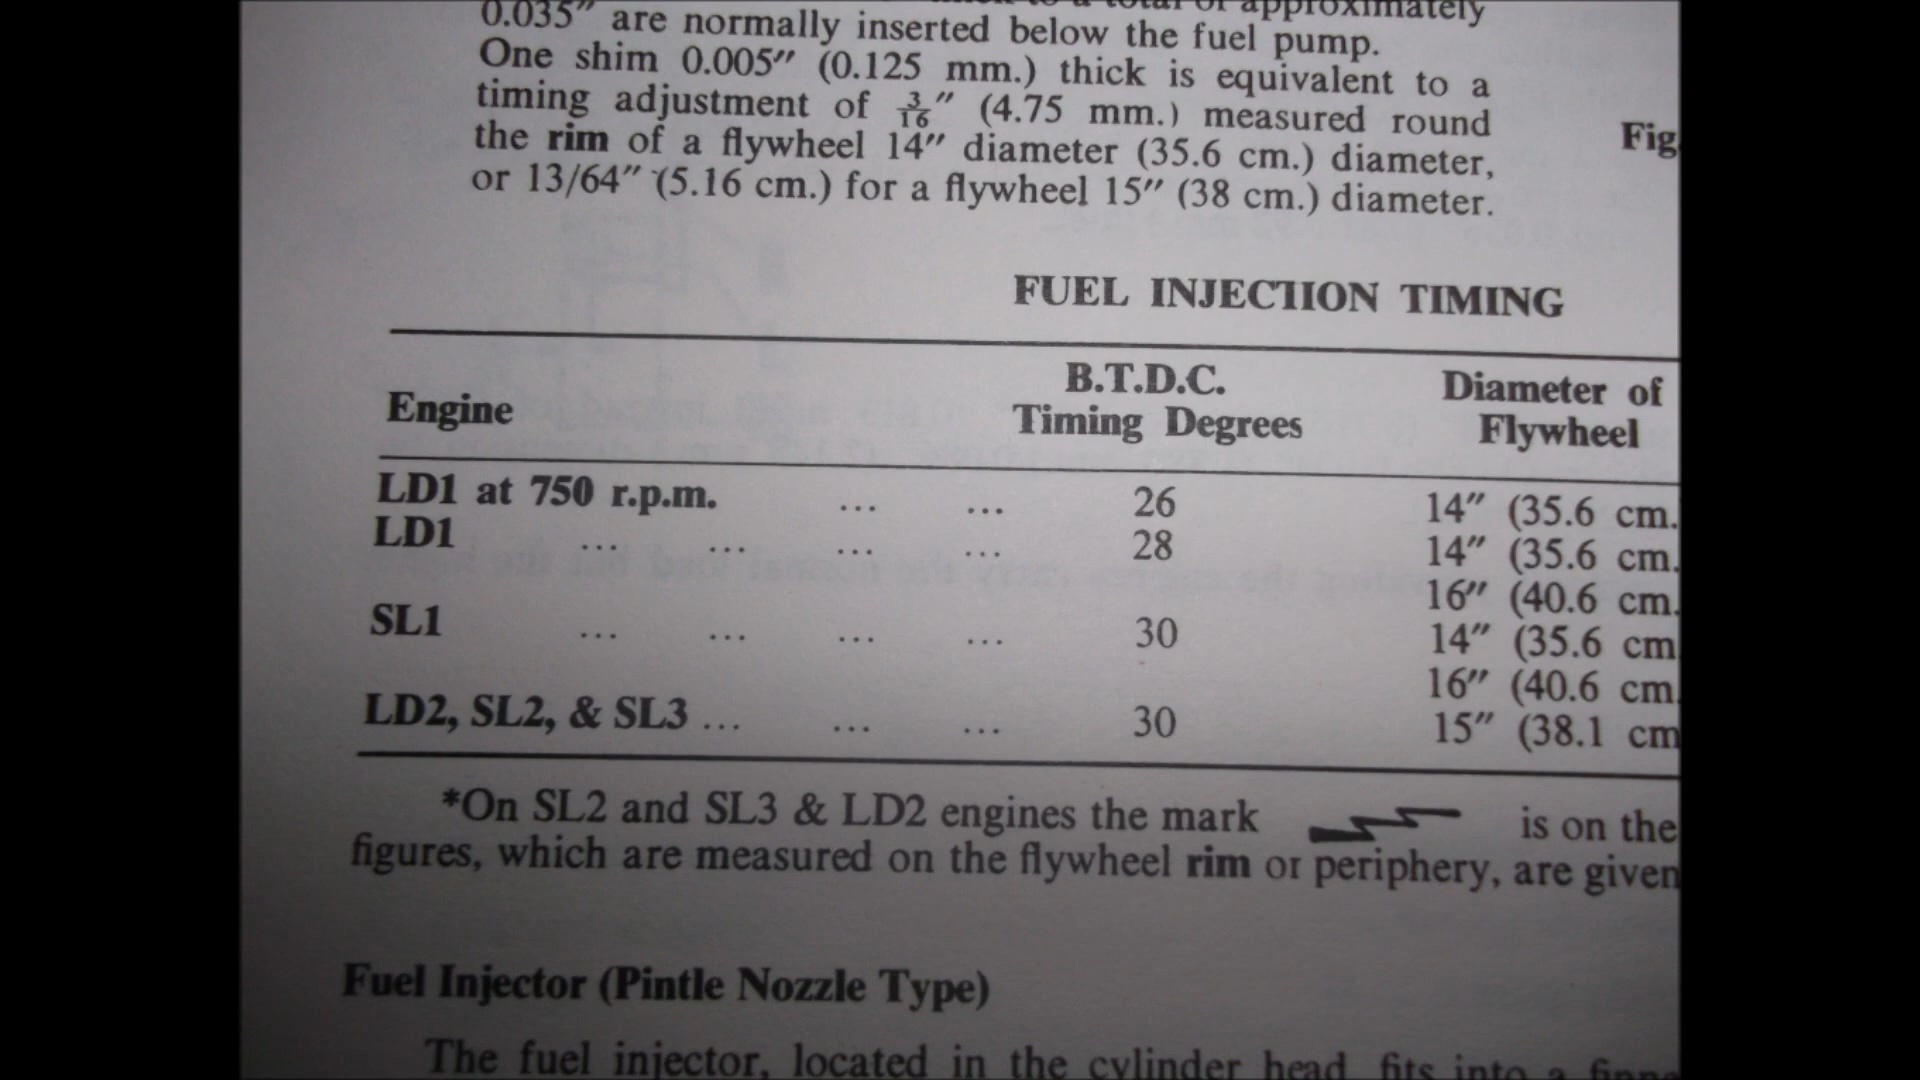 0.035″ are normally inserted below the fuel pump.
One shim 0.005″ (0.125 mm.) thick is equivalent to a
timing adjustment of 3/16″ (4.75 mm.) measured round
the rim of a flywheel 14″ diameter (35.6 cm.) diameter,
or 13/64″ (5.16 cm.) for a flywheel 15″ (38 cm.) diameter.
Fig.
FUEL INJECTION TIMING
Engine B.T.D.C. Timing Degrees Diameter of Flywheel
LD1 at 750 r.p.m. ... ... 26 14″ (35.6 cm.
LD1 ... ... ... ... 28 14″ (35.6 cm.
16″ (40.6 cm.
SL1 ... ... ... ... 30 14″ (35.6 cm
16″ (40.6 cm.
LD2, SL2, & SL3 ... ... ... 30 15″ (38.1 cm
*On SL2 and SL3 & LD2 engines the mark is on the
figures, which are measured on the flywheel rim or periphery, are given
Fuel Injector (Pintle Nozzle Type)
The fuel injector, located in the cylinder head, fits into a